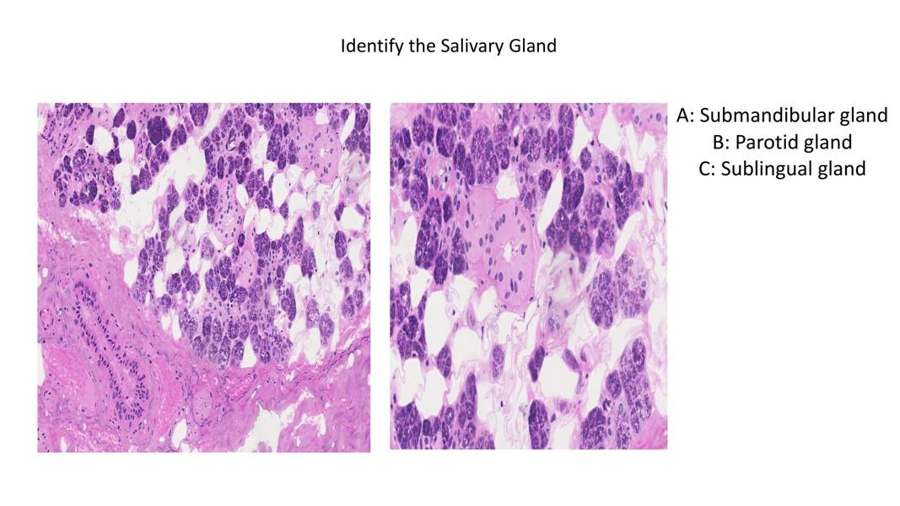 Identify the Salivary Gland
A: Submandibular gland
B: Parotid gland
C: Sublingual gland